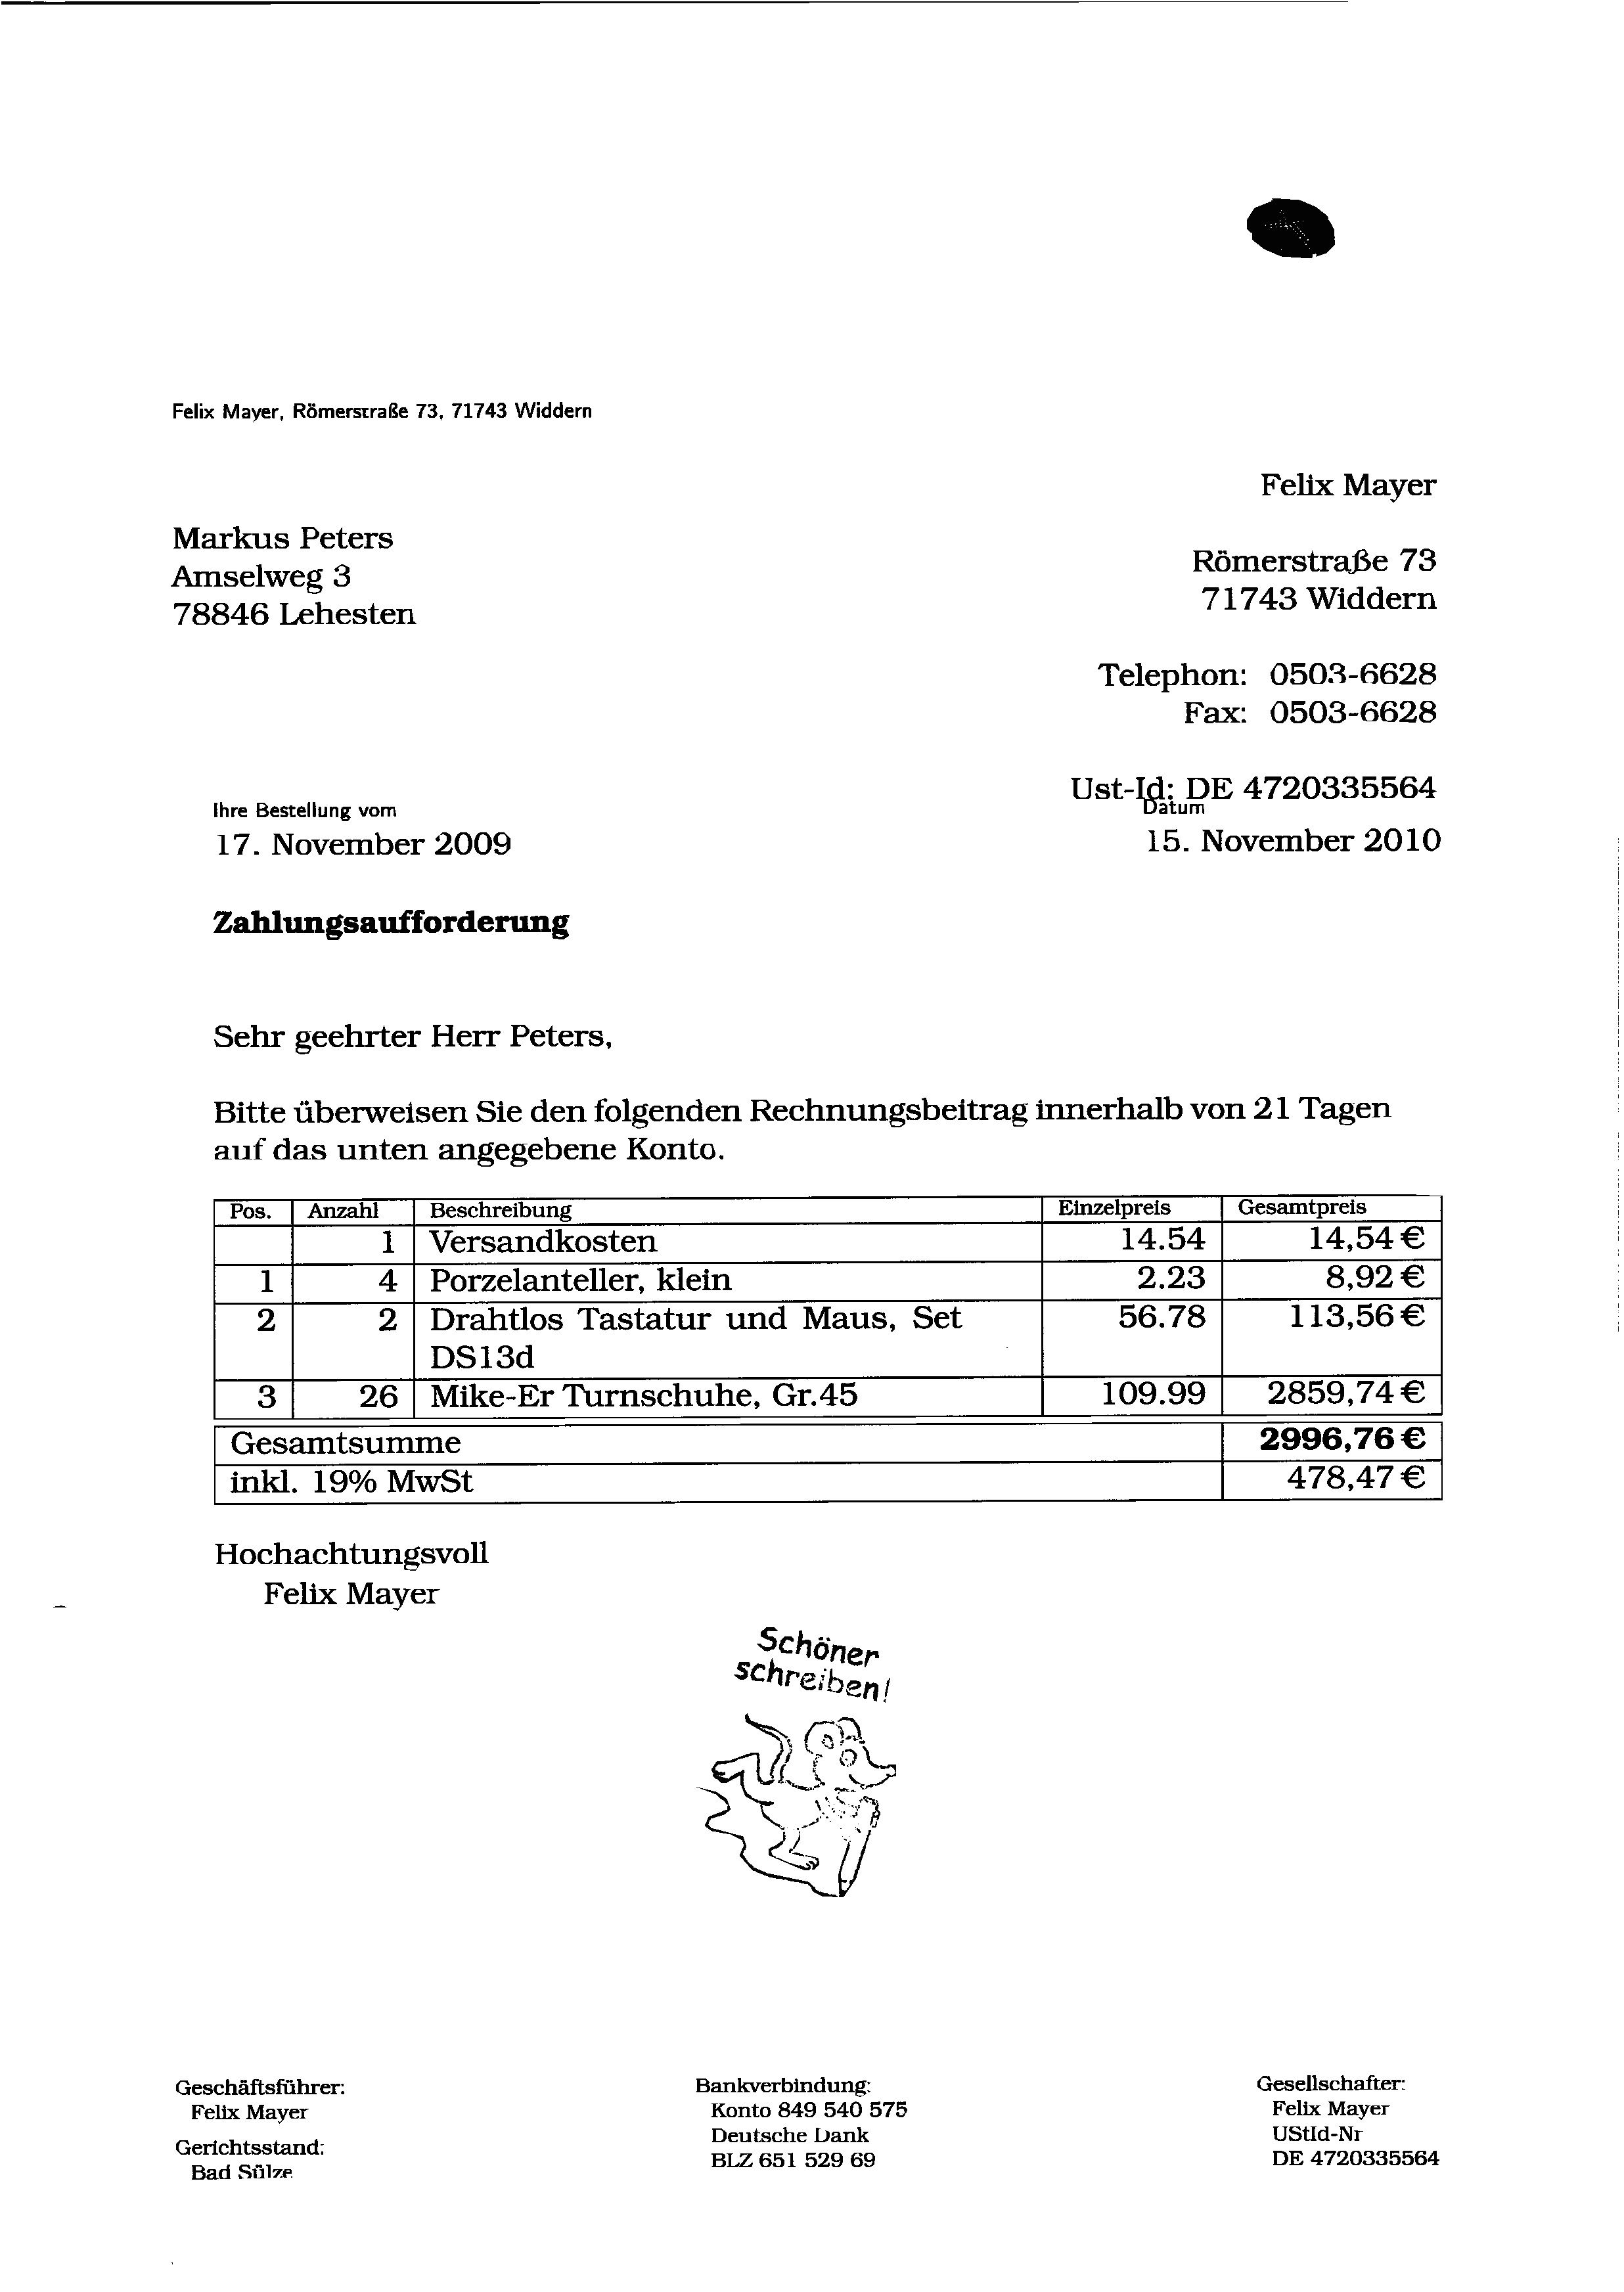 Felix Mayer, Römerstraße 73, 71743 Widdern
Felix Mayer
Markus Peters
Amselweg 3
78846 Lehesten
Römerstraße 73
71743 Widdern
Telephon: 0503-6628
Fax: 0503-6628
Ust-Id: DE 4720335564
Ihre Bestellung vom
17. November 2009
Datum
15. November 2010
Zahlungsaufforderung
Sehr geehrter Herr Peters,
Bitte überweisen Sie den folgenden Rechnungsbeitrag innerhalb von 21 Tagen
auf das unten angegebene Konto.
Pos. Anzahl Beschreibung Einzelpreis Gesamtpreis
1 Versandkosten 14.54 14,54 €
1 4 Porzelanteller, klein 2.23 8,92 €
2 2 Drahtlos Tastatur und Maus, Set 56.78 113,56 €
DS13d
3 26 Mike-Er Turnschuhe, Gr.45 109.99 2859,74 €
Gesamtsumme 2996,76 €
inkl. 19% MwSt 478,47 €
Hochachtungsvoll
Felix Mayer
Schöner
schreiben!
Geschäftsführer:
Felix Mayer
Gerichtsstand:
Bad Sülze
Bankverbindung:
Konto 849 540 575
Deutsche Dank
BLZ 651 529 69
Gesellschafter:
Felix Mayer
UStId-Nr
DE 4720335564